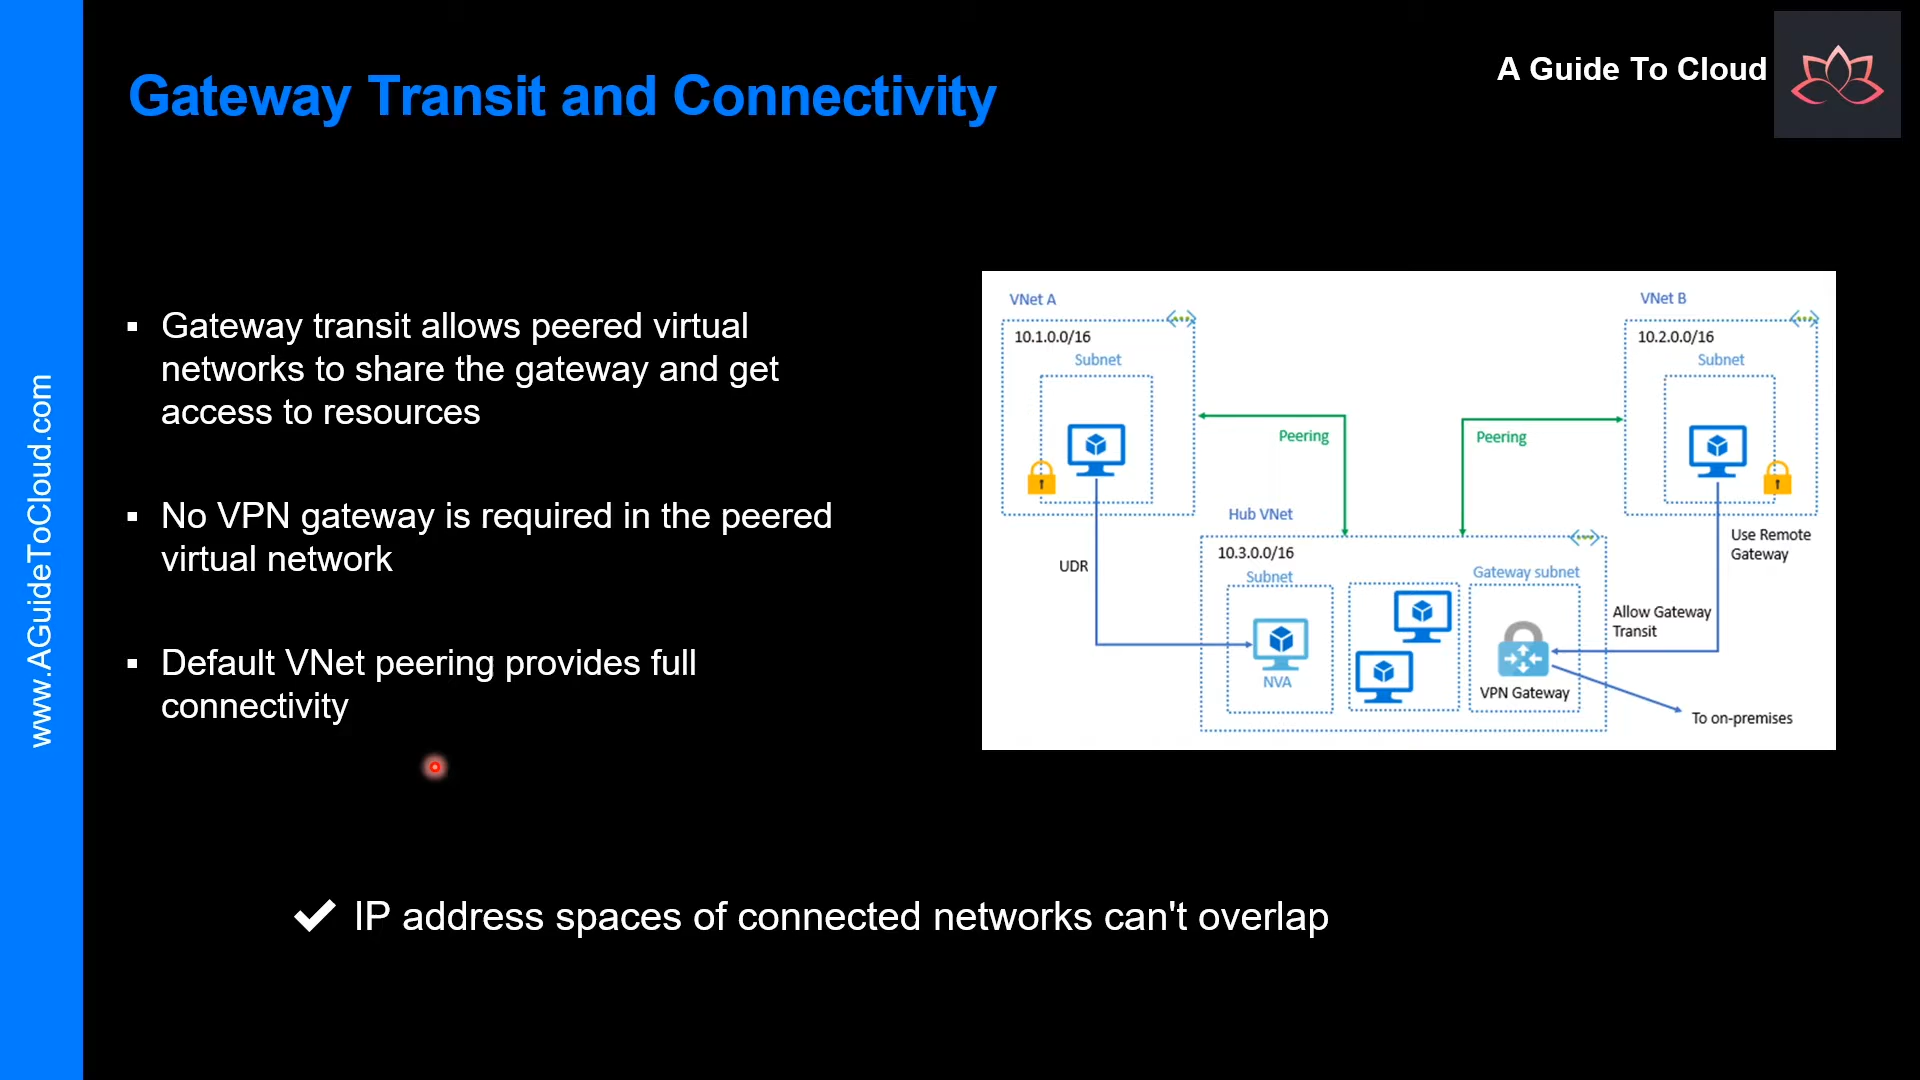 Gateway Transit and Connectivity
A Guide To Cloud
www.AGuideToCloud.com
▪ Gateway transit allows peered virtual
networks to share the gateway and get
access to resources
▪ No VPN gateway is required in the peered
virtual network
▪ Default VNet peering provides full
connectivity
VNet A
10.1.0.0/16
Subnet
VNet B
10.2.0.0/16
Subnet
Peering
Peering
Hub VNet
10.3.0.0/16
Subnet
NVA
Gateway subnet
VPN Gateway
UDR
Use Remote
Gateway
Allow Gateway
Transit
To on-premises
✔ IP address spaces of connected networks can't overlap